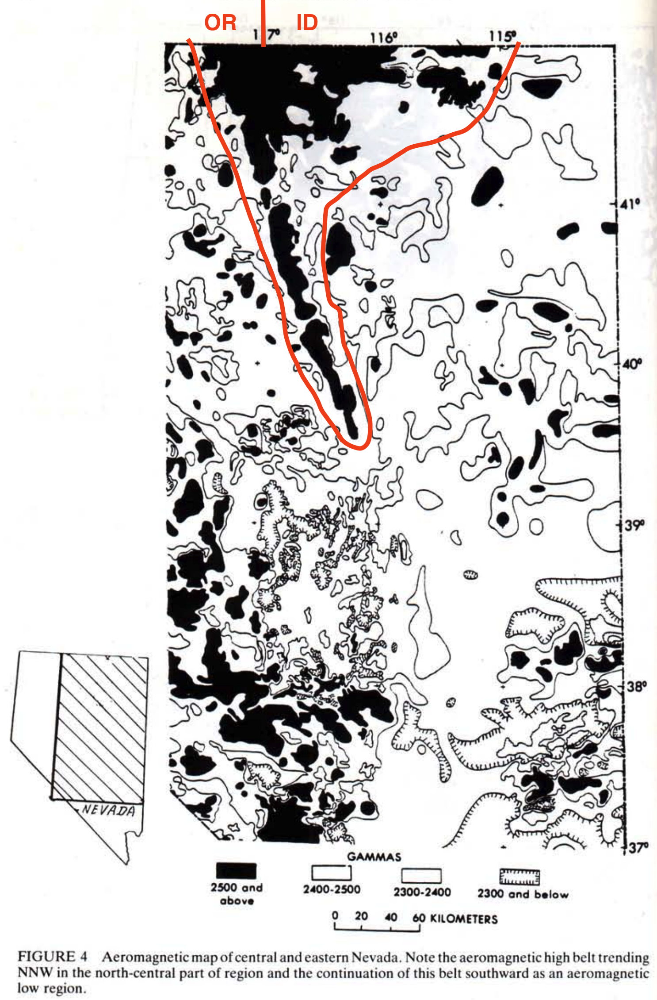 OR ID
117° 116° 115°
41°
40°
39°
38°
37°
NEVADA
GAMMAS
2500 and above
2400-2500
2300-2400
2300 and below
0 20 40 60 KILOMETERS
FIGURE 4 Aeromagnetic map of central and eastern Nevada. Note the aeromagnetic high belt trending
NNW in the north-central part of region and the continuation of this belt southward as an aeromagnetic
low region.